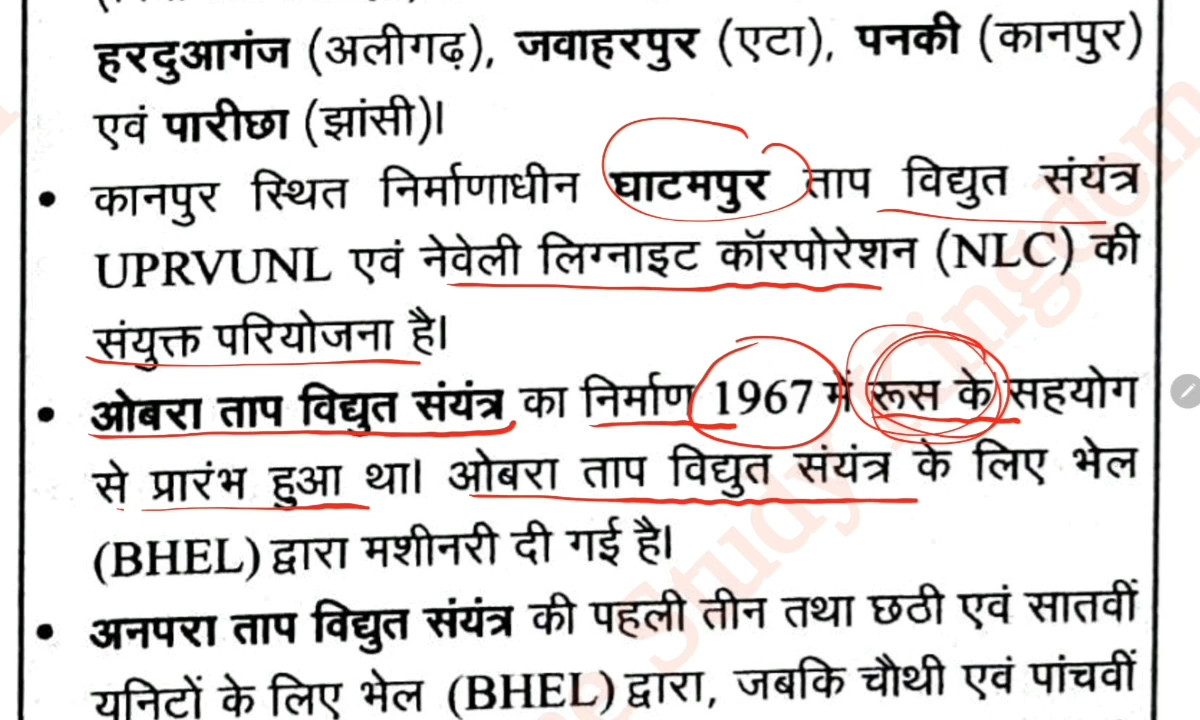 हरदुआगंज (अलीगढ़), जवाहरपुर (एटा), पनकी (कानपुर)
एवं पारीछा (झांसी)।
• कानपुर स्थित निर्माणाधीन घाटमपुर ताप विद्युत संयंत्र
UPRVUNL एवं नेवेली लिग्नाइट कॉरपोरेशन (NLC) की
संयुक्त परियोजना है।
• ओबरा ताप विद्युत संयंत्र का निर्माण 1967 में रूस के सहयोग
से प्रारंभ हुआ था। ओबरा ताप विद्युत संयंत्र के लिए भेल
(BHEL) द्वारा मशीनरी दी गई है।
• अनपरा ताप विद्युत संयंत्र की पहली तीन तथा छठी एवं सातवीं
यूनिटों के लिए भेल (BHEL) द्वारा, जबकि चौथी एवं पांचवीं
Study Kingdom